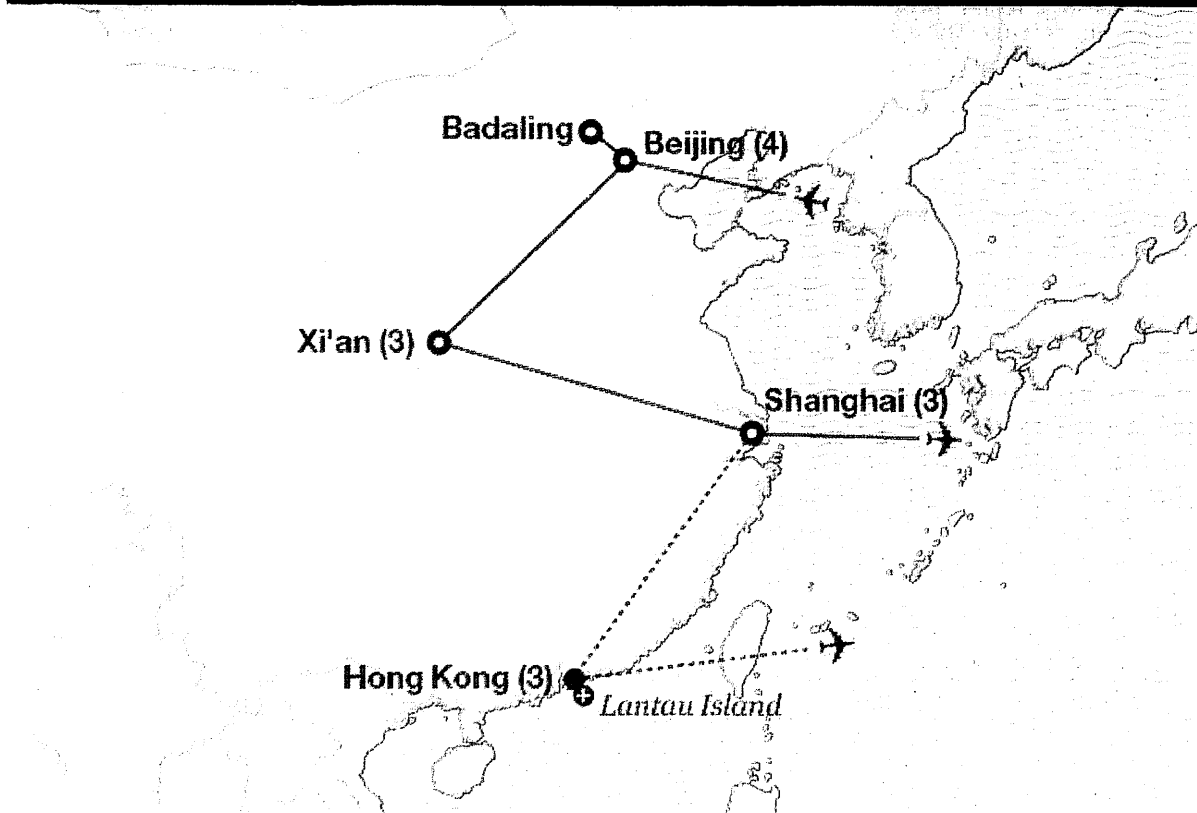 Badaling
Beijing (4)
Xi'an (3)
Shanghai (3)
Hong Kong (3)
Lantau Island